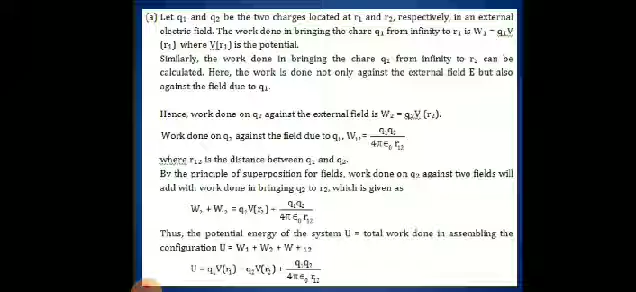 (a) Let q₁ and q₂ be the two charges located at r₁ and r₂, respectively, in an external
electric field. The work done in bringing the chare q₁ from infinity to r₁ is W₁ = q₁V
(r₁) where V(r₁) is the potential.
Similarly, the work done in bringing the charge q₂ from infinity to r₂ can be
calculated. Here, the work is done not only against the external field E but also
against the field due to q₁.
Hence, work done on q₂ against the external field is W₂ = q₂V (r₂).
Work done on q₂ against the field due to q₁, W₁₂ = q₁q₂ / 4πε₀ r₁₂
where r₁₂ is the distance between q₁ and q₂.
By the principle of superposition for fields, work done on q₂ against two fields will
add with work done in bringing q₂ to r₂, which is given as
W₂ + W₁₂ = q₂V(r₂) + q₁q₂ / 4πε₀ r₁₂
Thus, the potential energy of the system U = total work done in assembling the
configuration U = W₁ + W₂ + W + ₁₂
U = q₁V(r₁) + q₂V(r₂) + q₁q₂ / 4πε₀ r₁₂